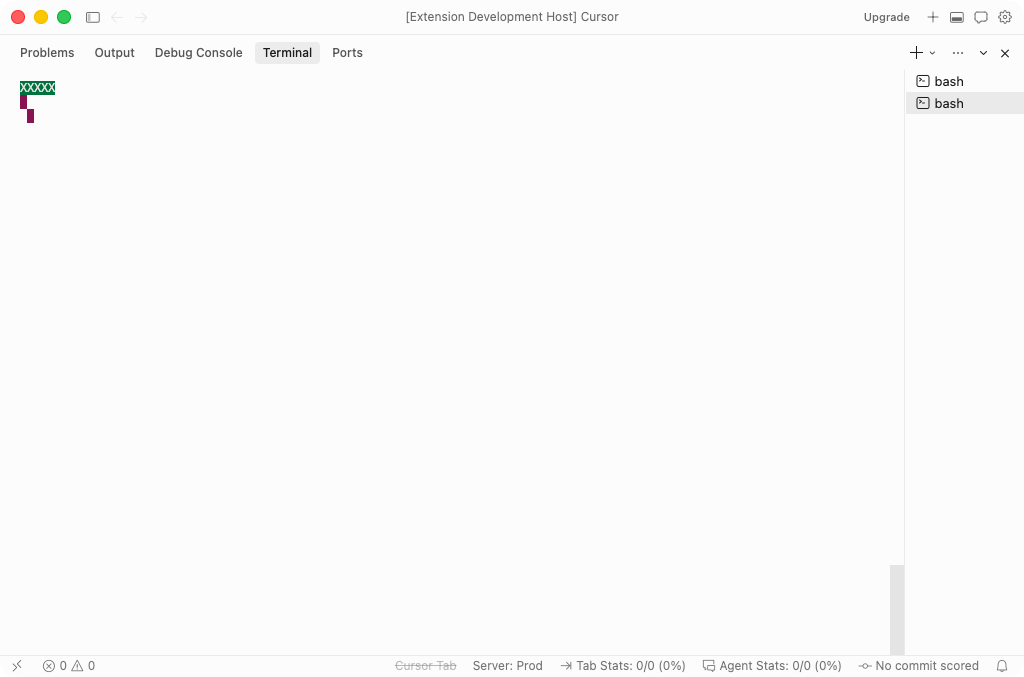 [Extension Development Host] Cursor
Upgrade
Problems Output Debug Console Terminal Ports
XXXXX
bash
bash
0 0 Cursor Tab Server: Prod Tab Stats: 0/0 (0%) Agent Stats: 0/0 (0%) No commit scored